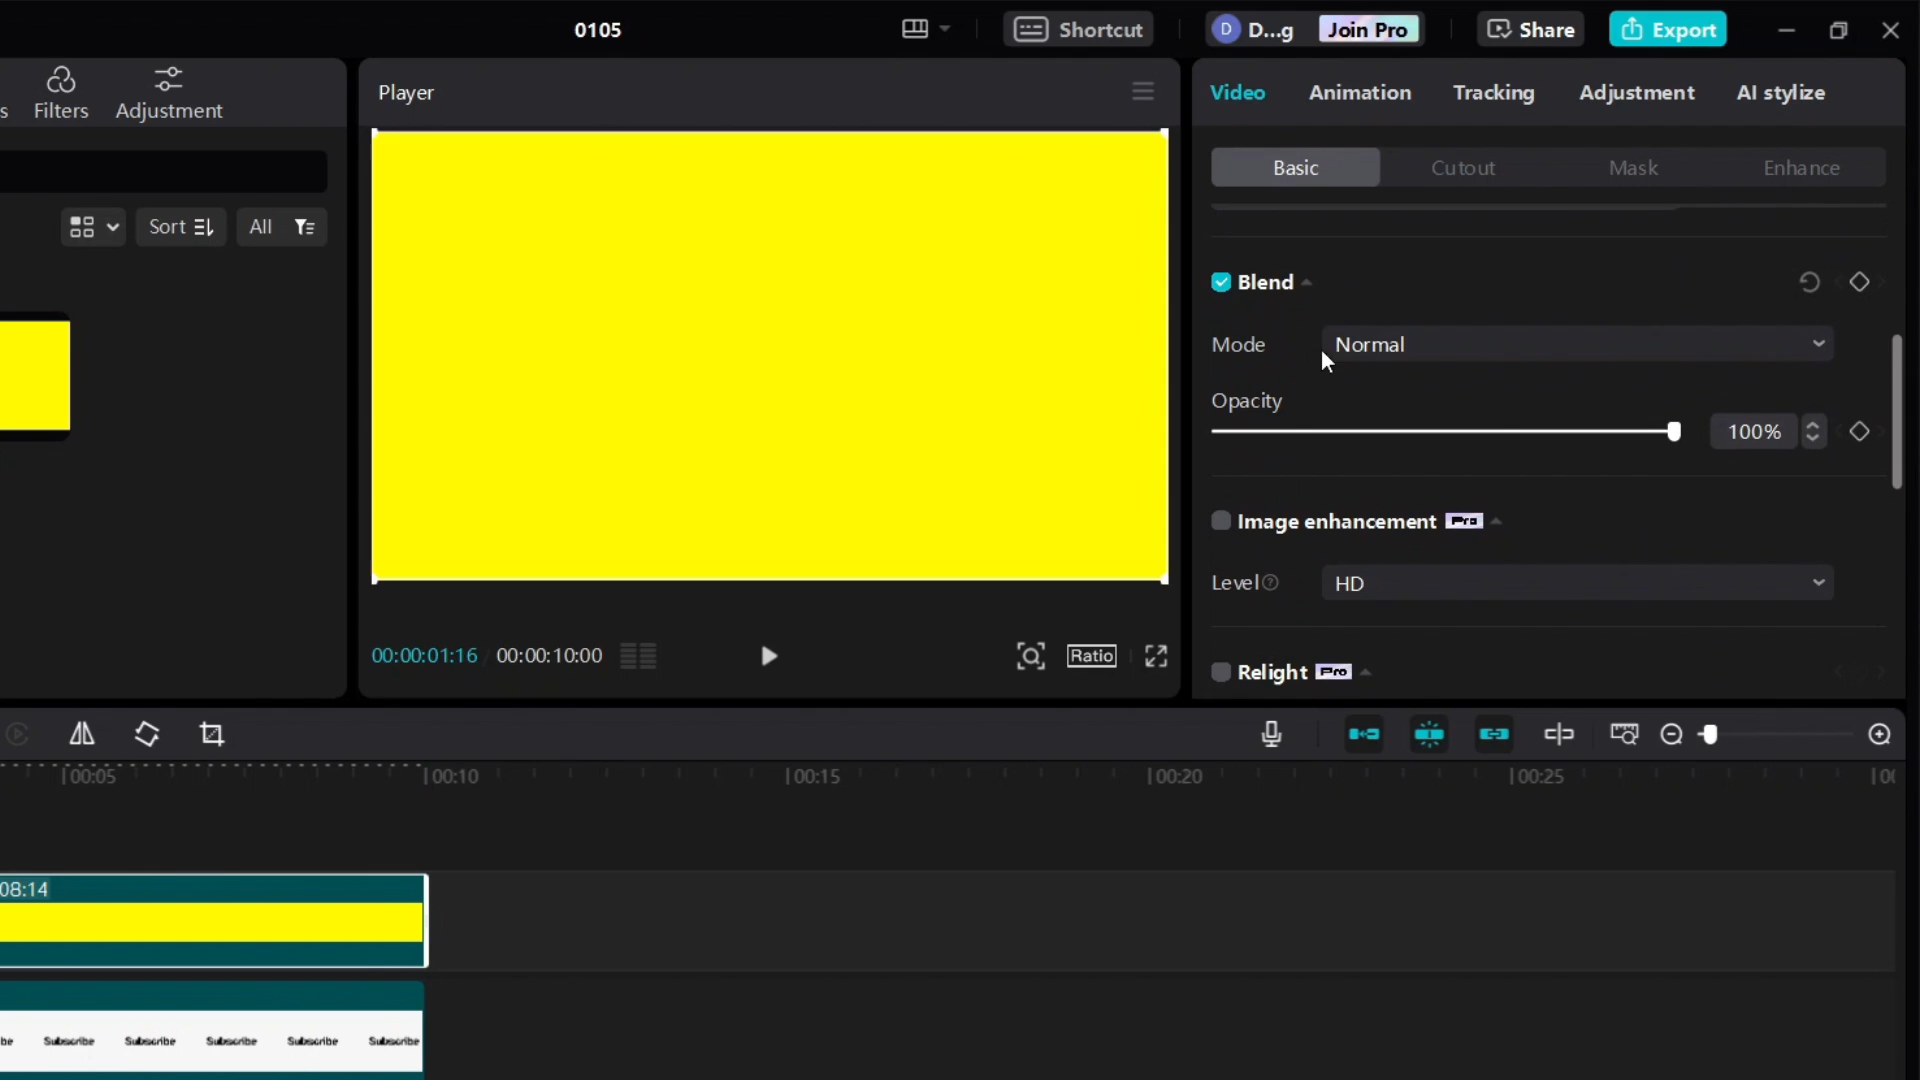 0105
Shortcut
D
D...g
Join Pro
Share
Export
s
Filters
Adjustment
Player
Video
Animation
Tracking
Adjustment
AI stylize
Basic
Cutout
Mask
Enhance
Sort
All
Blend
Mode
Normal
Opacity
100%
Image enhancement Pro
Level
HD
Relight Pro
00:00:01:16
00:00:10:00
Ratio
00:05
00:10
00:15
00:20
00:25
08:14
be Subscribe Subscribe Subscribe Subscribe Subscribe